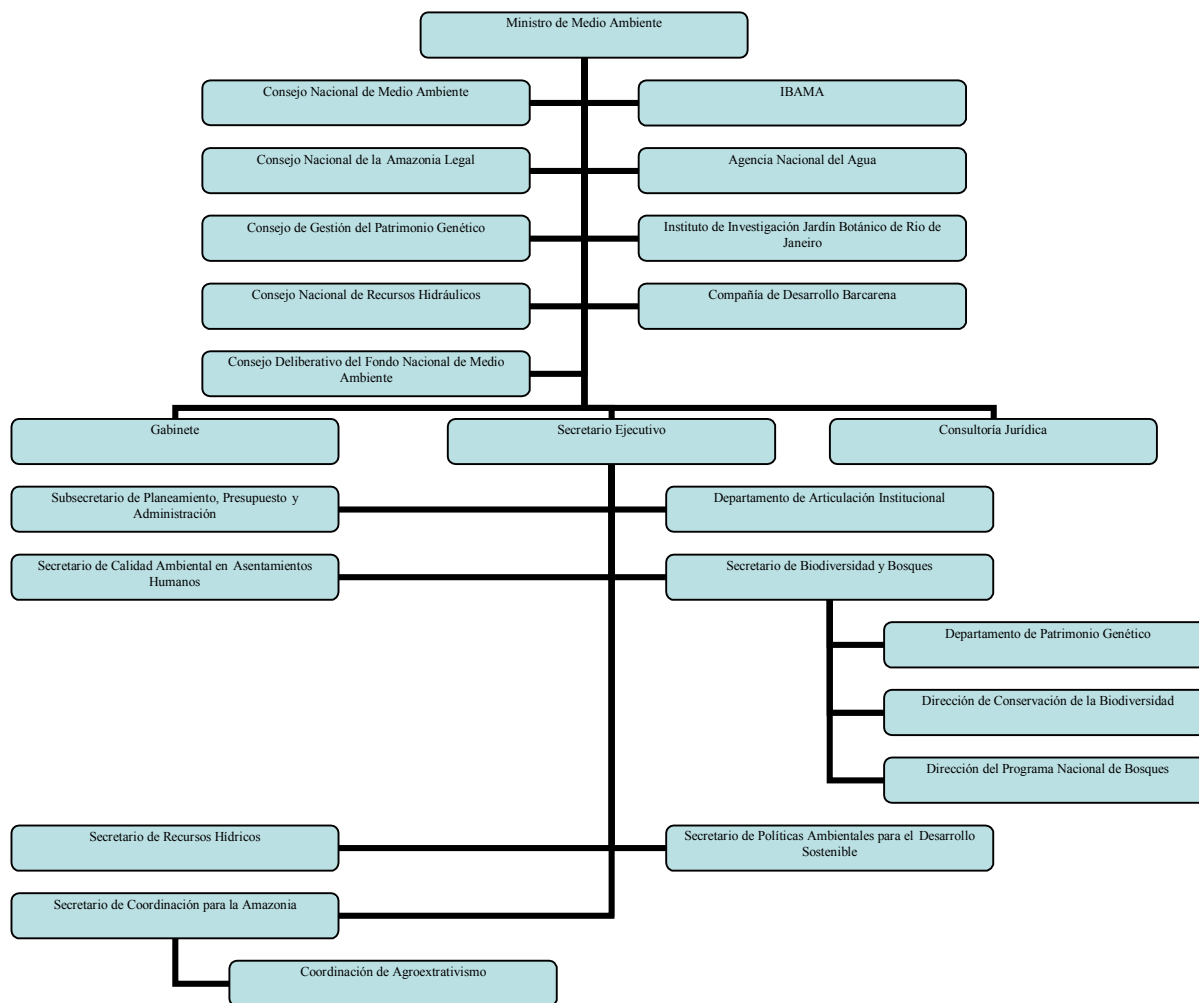 Ministro de Medio Ambiente
Consejo Nacional de Medio Ambiente
IBAMA
Consejo Nacional de la Amazonia Legal
Agencia Nacional del Agua
Consejo de Gestión del Patrimonio Genético
Instituto de Investigación Jardín Botánico de Rio de
Janeiro
Consejo Nacional de Recursos Hidráulicos
Compañía de Desarrollo Barcarena
Consejo Deliberativo del Fondo Nacional de Medio
Ambiente
Gabinete
Secretario Ejecutivo
Consultoría Jurídica
Subsecretario de Planeamiento, Presupuesto y
Administración
Departamento de Articulación Institucional
Secretario de Calidad Ambiental en Asentamientos
Humanos
Secretario de Biodiversidad y Bosques
Departamento de Patrimonio Genético
Dirección de Conservación de la Biodiversidad
Dirección del Programa Nacional de Bosques
Secretario de Recursos Hídricos
Secretario de Políticas Ambientales para el Desarrollo
Sostenible
Secretario de Coordinación para la Amazonia
Coordinación de Agroextrativismo